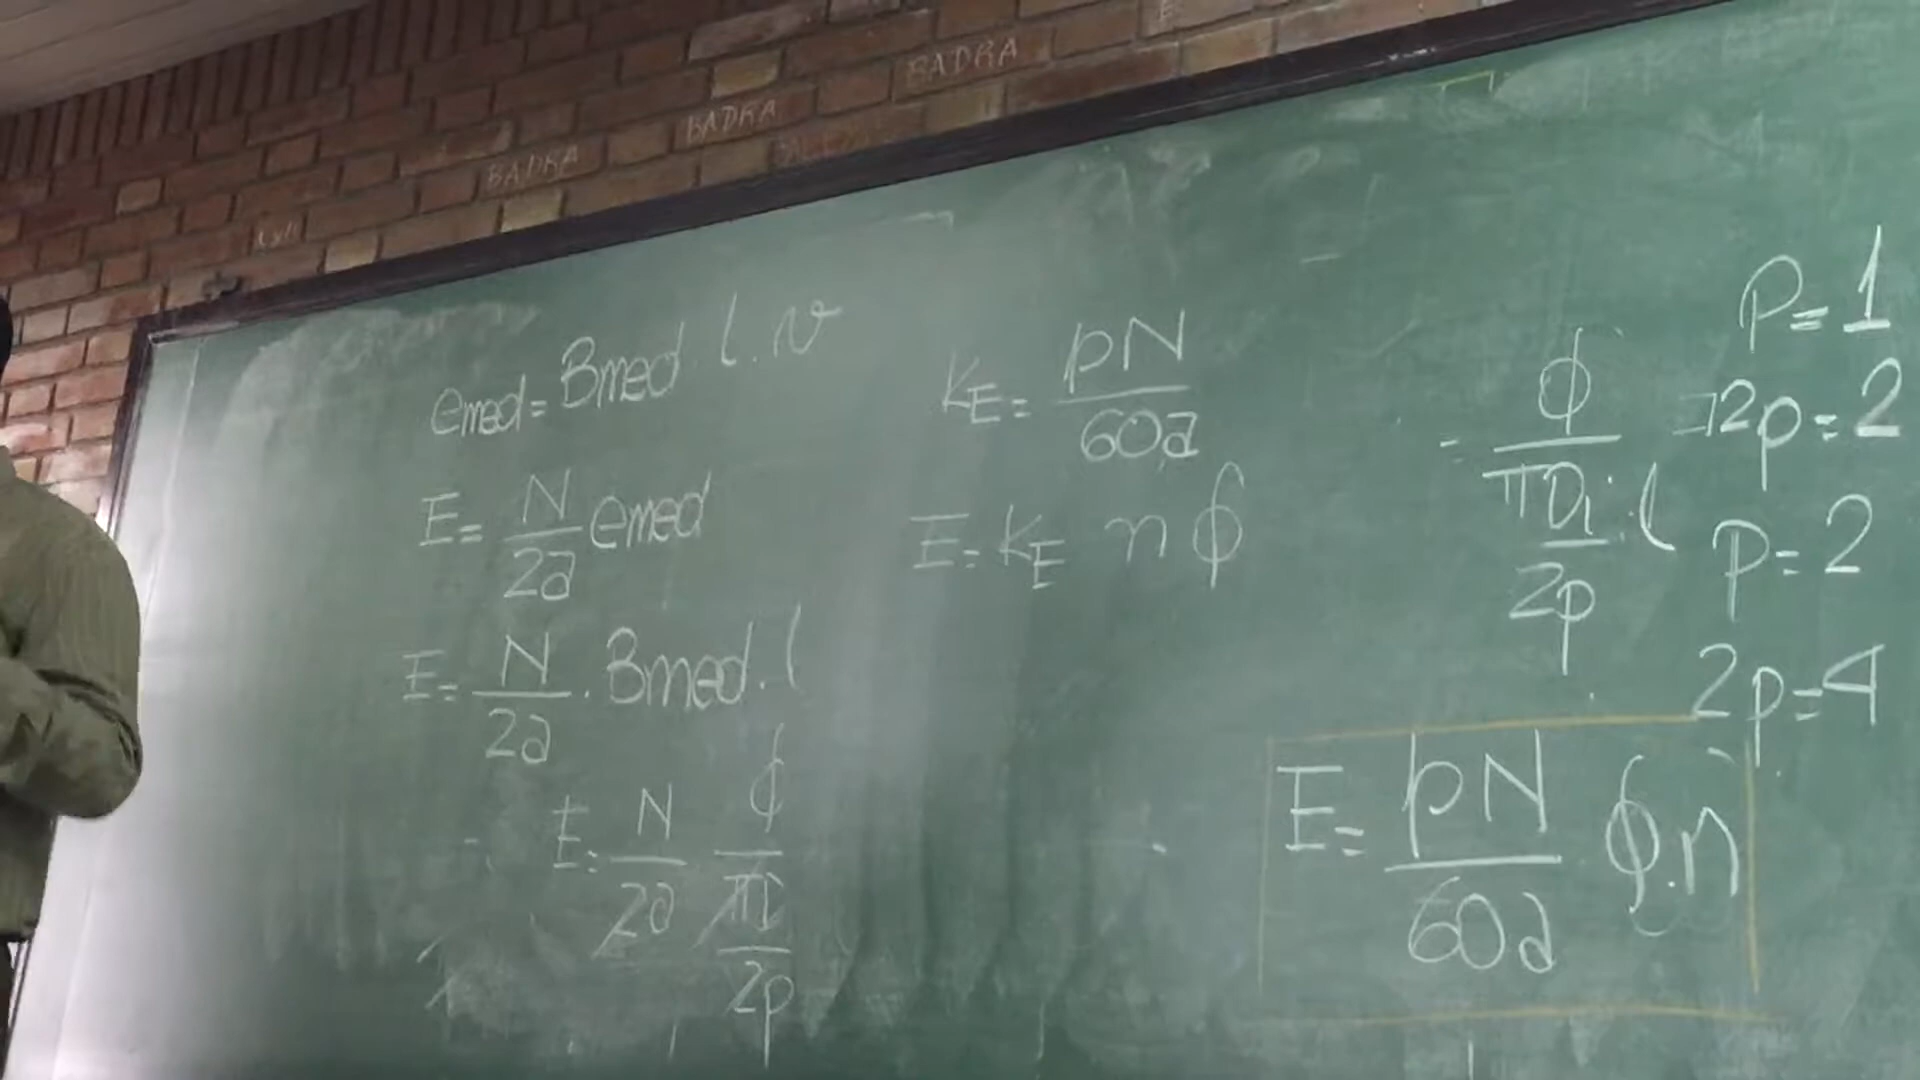 BADRA
BADRA
BADRA
emed = Bmed l . v
E = N/2a emed
E = N/2a . Bmed . l
E = N/2a ϕ/(πD/2p)
KE = pN/60a
E = KE n ϕ
= ϕ/(πDi/2p . l)
P = 1
2p = 2
P = 2
2p = 4
E = pN/60a ϕ . n